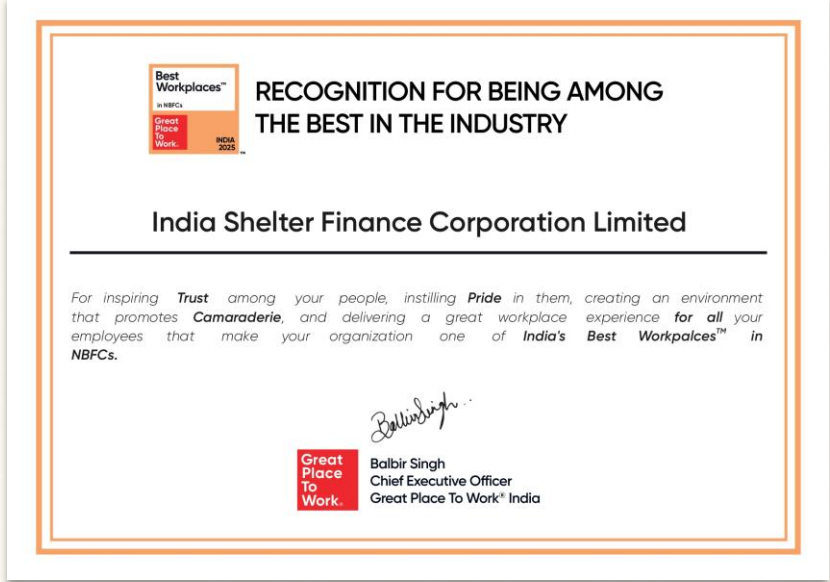 Best
Workplaces™
in NBFCs
Great
Place
To
Work.
INDIA
2025
™
RECOGNITION FOR BEING AMONG
THE BEST IN THE INDUSTRY
India Shelter Finance Corporation Limited
For inspiring Trust among your people, instilling Pride in them, creating an environment
that promotes Camaraderie, and delivering a great workplace experience for all your
employees that make your organization one of India's Best Workpalces™ in
NBFCs.
BalbirSingh..
Great
Place
To
Work®
Balbir Singh
Chief Executive Officer
Great Place To Work® India